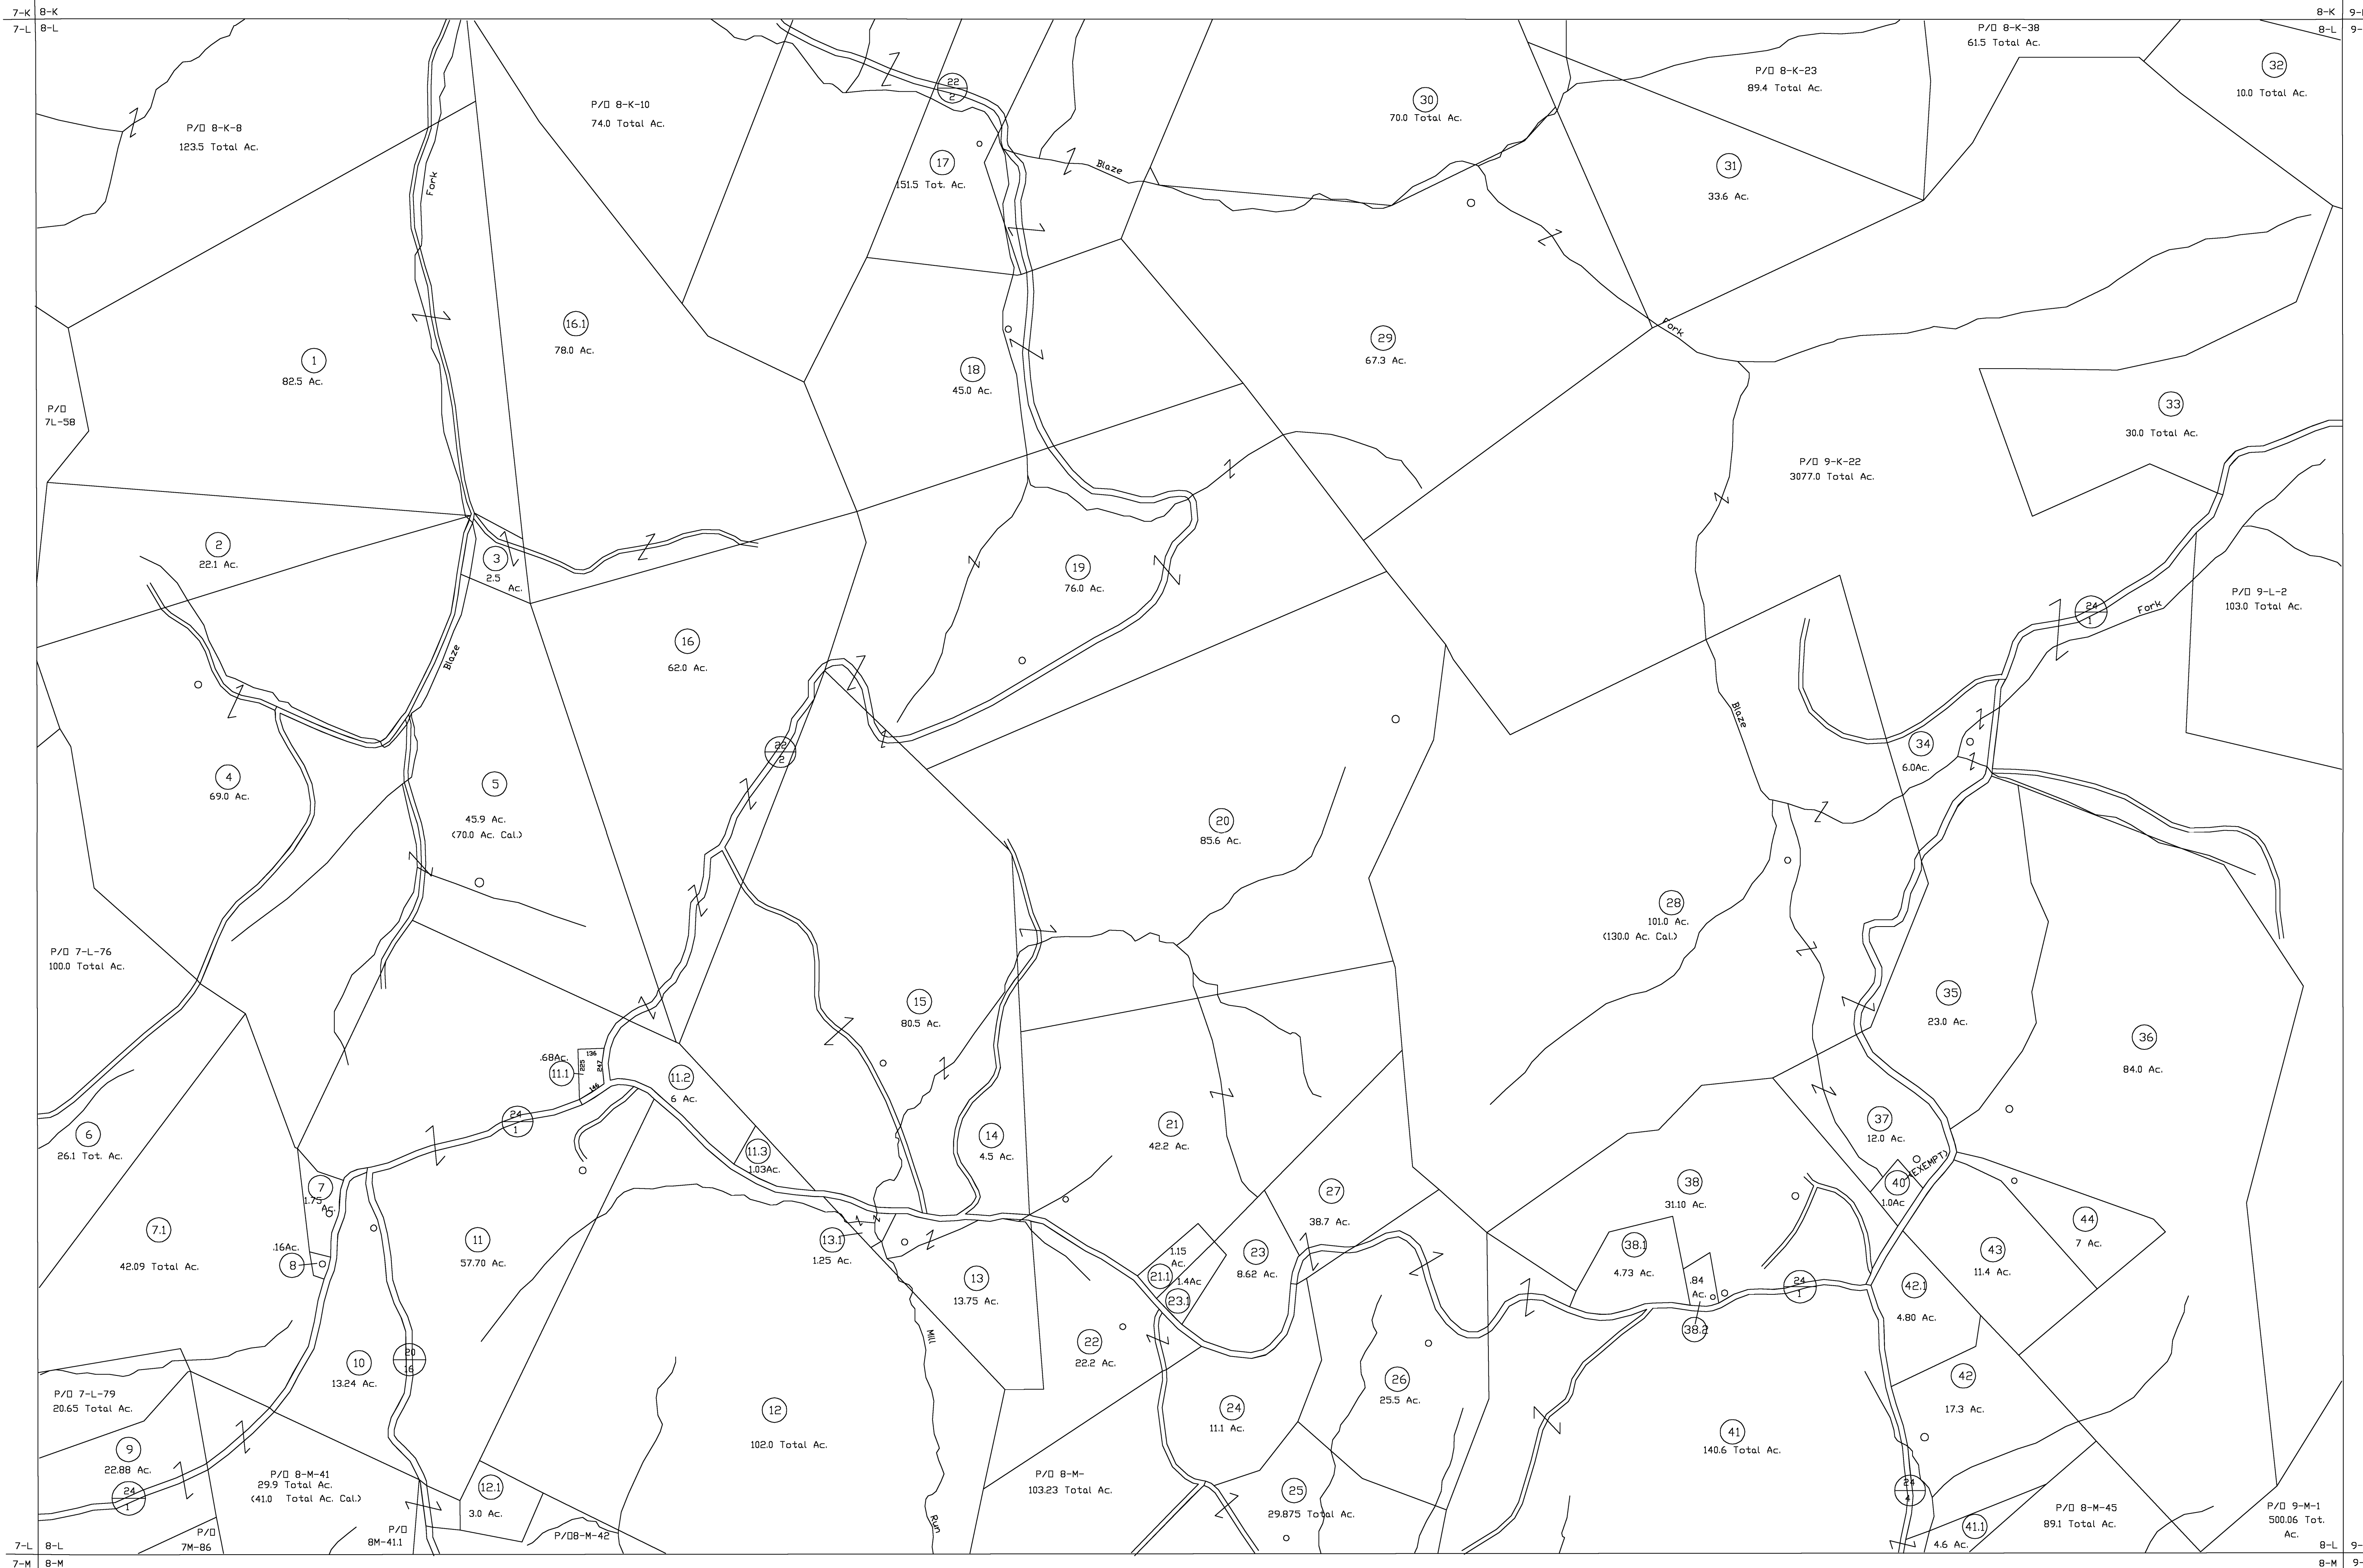 7-K
8-K
8-K
7-L
8-L
8-L
P/O 8-K-8
123.5 Total Ac.
P/O 8-K-10
74.0 Total Ac.
22
2
P/O 8-K-38
61.5 Total Ac.
P/O 8-K-23
89.4 Total Ac.
32
10.0 Total Ac.
30
70.0 Total Ac.
17
151.5 Tot. Ac.
Blaze
31
33.6 Ac.
Fork
16.1
78.0 Ac.
1
82.5 Ac.
18
45.0 Ac.
29
67.3 Ac.
Fork
P/O
7L-58
33
30.0 Total Ac.
P/O 9-K-22
3077.0 Total Ac.
2
22.1 Ac.
3
2.5
Ac.
19
76.0 Ac.
P/O 9-L-2
103.0 Total Ac.
24
1
Fork
16
62.0 Ac.
Blaze
Blaze
22
2
34
6.0Ac.
4
69.0 Ac.
5
45.9 Ac.
(70.0 Ac. Cal.)
20
85.6 Ac.
28
101.0 Ac.
(130.0 Ac. Cal.)
P/O 7-L-76
100.0 Total Ac.
15
80.5 Ac.
35
23.0 Ac.
36
84.0 Ac.
.68Ac.
136
225
247
146
11.1
11.2
6 Ac.
24
1
6
26.1 Tot. Ac.
11.3
1.03Ac.
14
4.5 Ac.
21
42.2 Ac.
37
12.0 Ac.
(EXEMPT)
40
1.0Ac
7
1.75
Ac.
27
38.7 Ac.
38
31.10 Ac.
7.1
42.09 Total Ac.
.16Ac.
8
11
57.70 Ac.
13.1
1.25 Ac.
13
13.75 Ac.
1.15
Ac.
21.1
1.4Ac
23.1
23
8.62 Ac.
38.1
4.73 Ac.
.84
Ac.
38.2
24
1
42.1
4.80 Ac.
43
11.4 Ac.
44
7 Ac.
Mill
22
22.2 Ac.
10
13.24 Ac.
20
16
26
25.5 Ac.
42
17.3 Ac.
P/O 7-L-79
20.65 Total Ac.
12
102.0 Total Ac.
24
11.1 Ac.
41
140.6 Total Ac.
9
22.88 Ac.
24
1
P/O 8-M-41
29.9 Total Ac.
(41.0 Total Ac. Cal.)
12.1
3.0 Ac.
P/O 8-M-
103.23 Total Ac.
25
29.875 Total Ac.
24
4
P/O 8-M-45
89.1 Total Ac.
P/O 9-M-1
500.06 Tot.
Ac.
P/O
7M-86
P/O
8M-41.1
P/O8-M-42
Run
41.1
4.6 Ac.
7-L
8-L
8-L
7-M
8-M
8-M